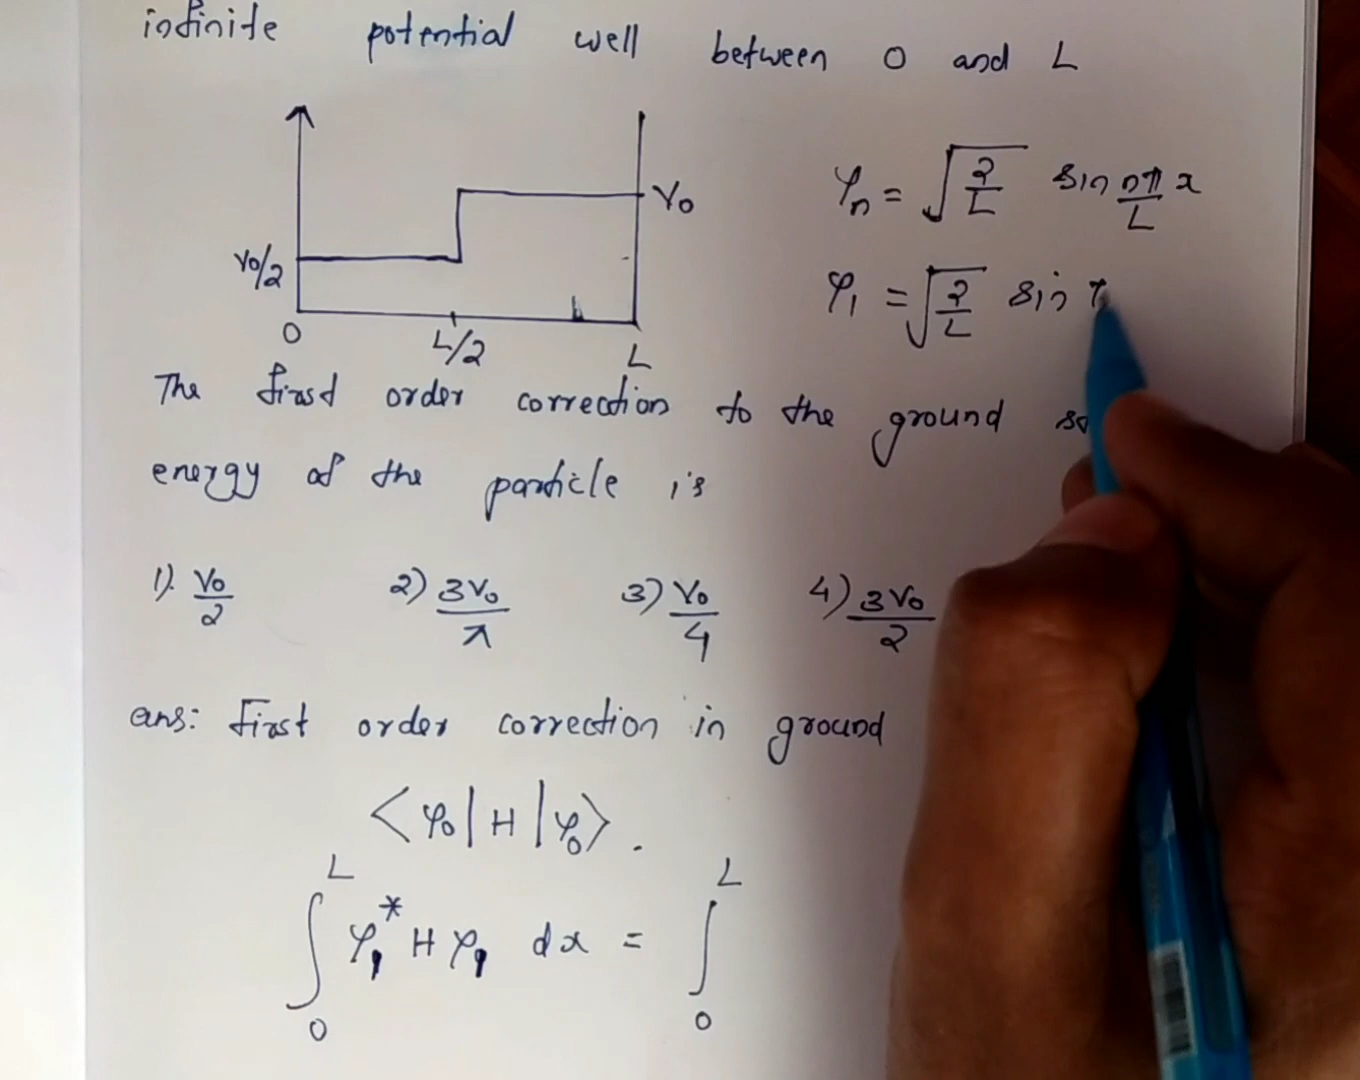 infinite potential well between 0 and L
ψₙ = √(2/L) sin nπ/L x
V₀
V₀/2
ψ₁ = √(2/L) sin π
0 L/2 L
The first order correction to the ground
energy of the particle is
1). V₀/2 2) 3V₀/π 3) V₀/4 4) 3V₀/2
ans: First order correction in ground
<ψ₀|H|ψ₀>.
∫₀ᴸ ψ₁* H ψ₁ dx = ∫₀ᴸ